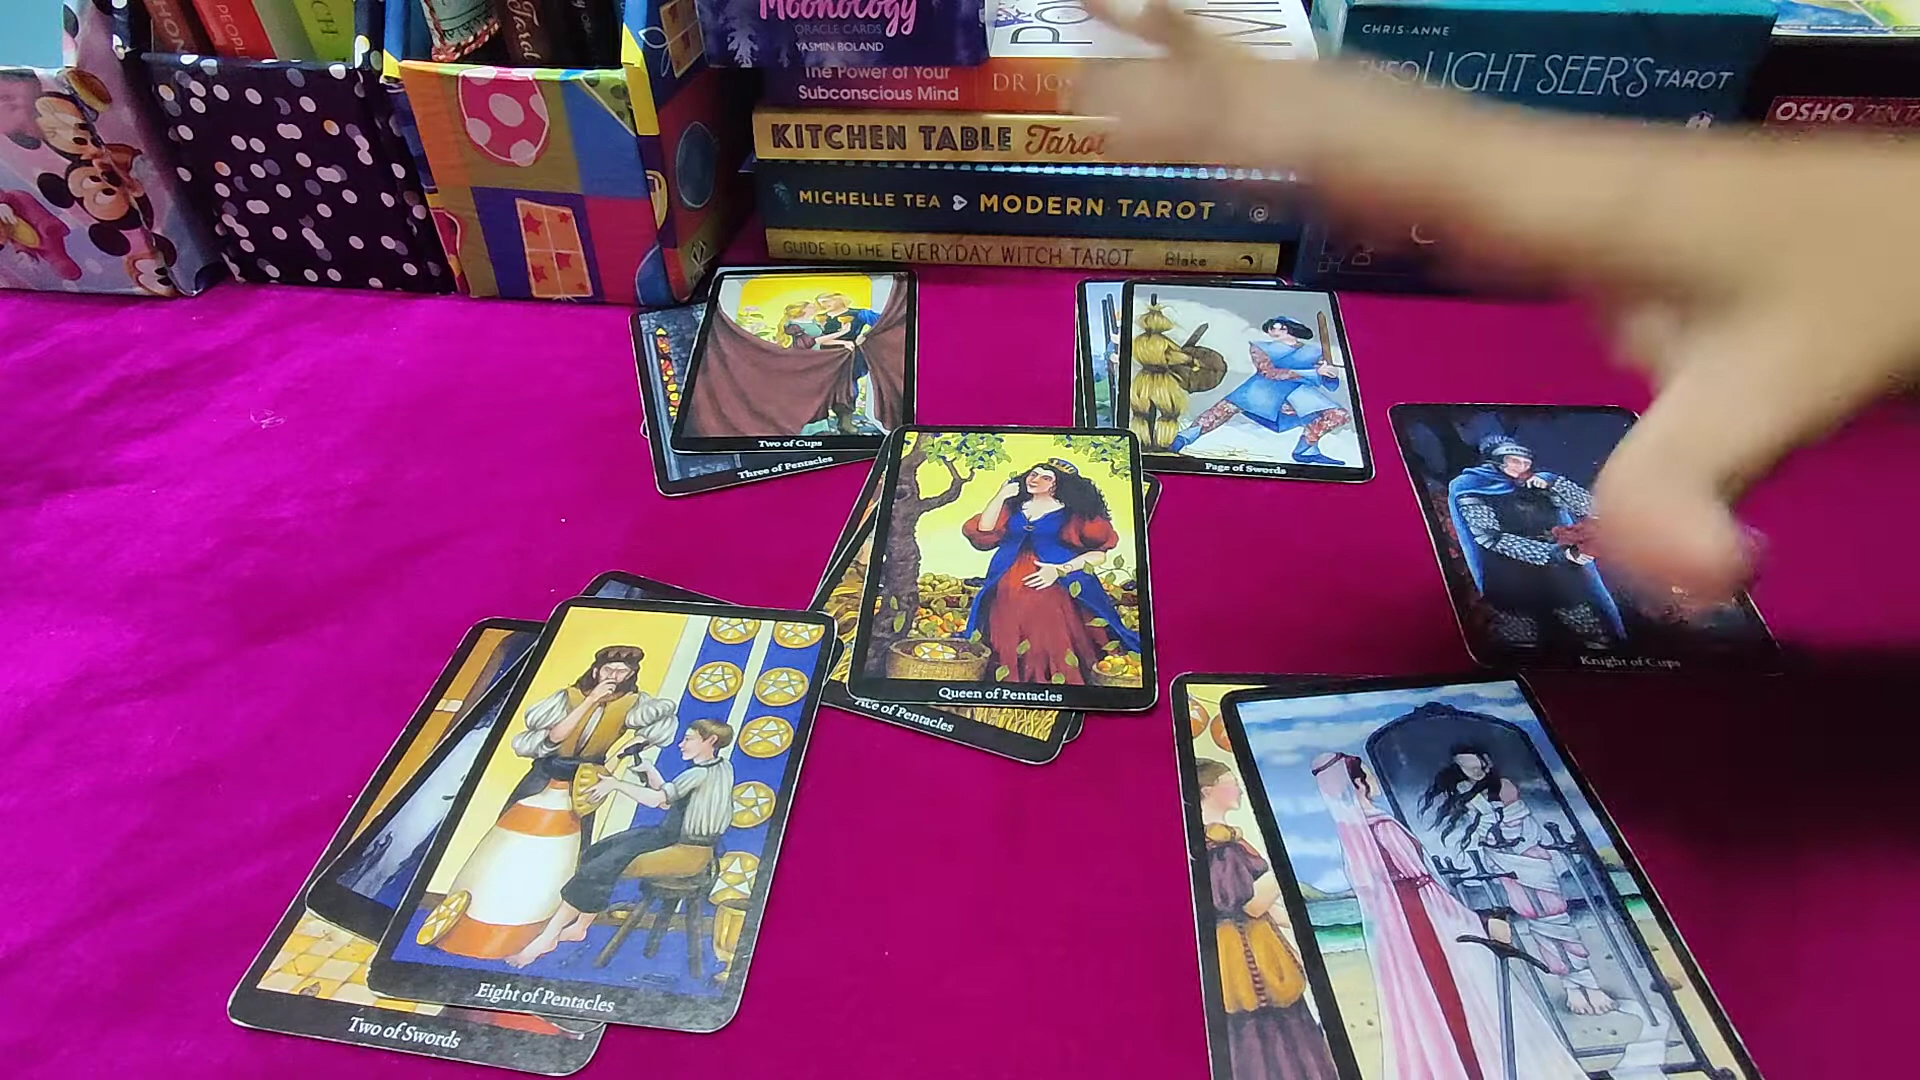 PEOPL
Tarot
Moonology
ORACLE CARDS
YASMIN BOLAND
The Power of Your
Subconscious Mind
DR JOS
KITCHEN TABLE Tarot
MICHELLE TEA MODERN TAROT
GUIDE TO THE EVERYDAY WITCH TAROT Blake
CHRIS-ANNE
LIGHT SEER'S TAROT
OSHO ZEN TA
Two of Cups
Three of Pentacles
Page of Swords
Knight of Cups
Queen of Pentacles
Ace of Pentacles
Eight of Pentacles
Two of Swords